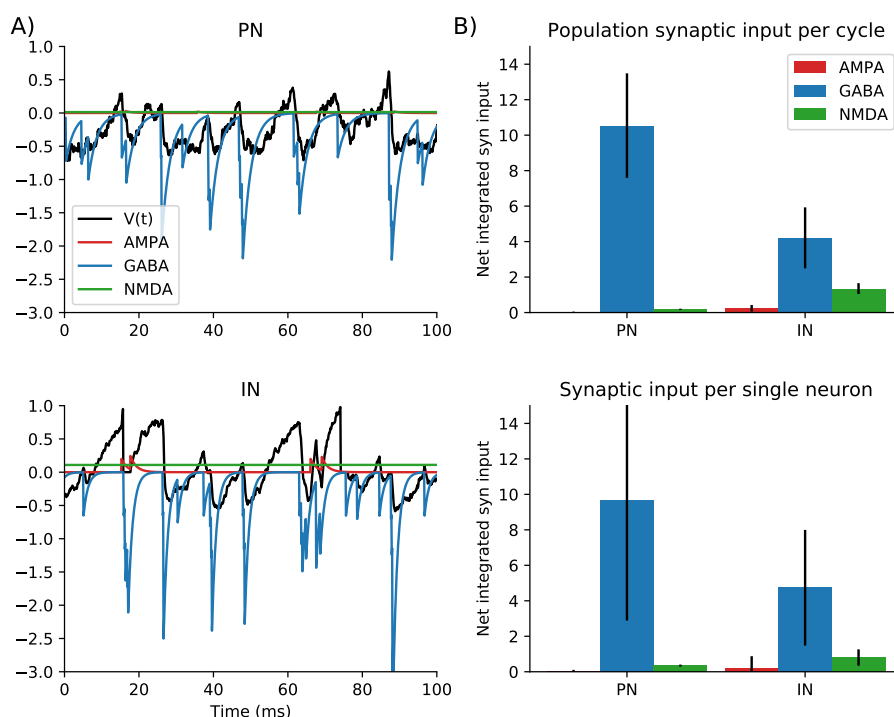 A)
PN
1.0
0.5
0.0
−0.5
−1.0
−1.5
−2.0
−2.5
−3.0
V(t)
AMPA
GABA
NMDA
0 20 40 60 80 100
B)
Population synaptic input per cycle
Net integrated syn input
14
12
10
8
6
4
2
0
AMPA
GABA
NMDA
PN IN
IN
1.0
0.5
0.0
−0.5
−1.0
−1.5
−2.0
−2.5
−3.0
0 20 40 60 80 100
Time (ms)
Synaptic input per single neuron
Net integrated syn input
14
12
10
8
6
4
2
0
PN IN